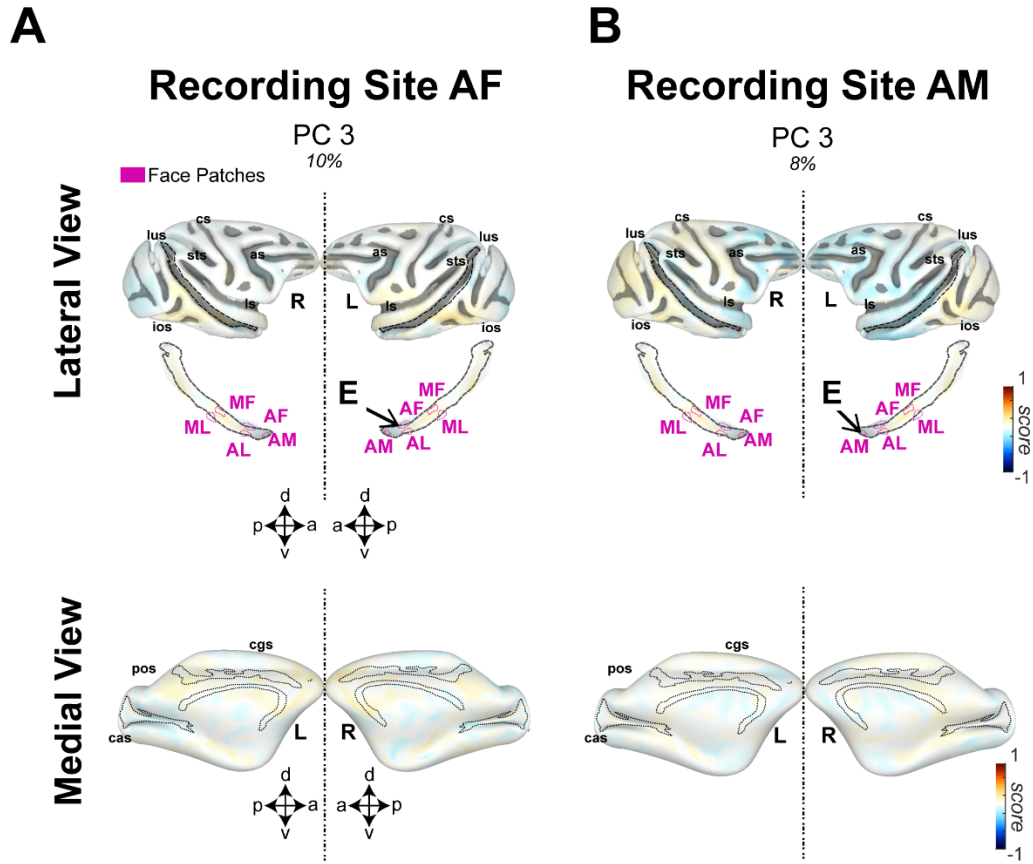 A
B
Recording Site AF
Recording Site AM
PC 3
10%
PC 3
8%
Face Patches
Lateral View
cs
lus
sts
as
ls
ios
R
cs
lus
sts
as
ls
ios
L
cs
lus
sts
as
ls
ios
R
cs
lus
sts
as
ls
ios
L
MF
AF
ML
AM
AL
E
MF
AF
ML
AM
AL
MF
AF
ML
AM
AL
E
MF
AF
ML
AM
AL
1
score
-1
d
p a
v
d
a p
v
Medial View
cgs
pos
cas
L
R
cgs
pos
cas
L
R
d
p a
v
d
a p
v
1
score
-1